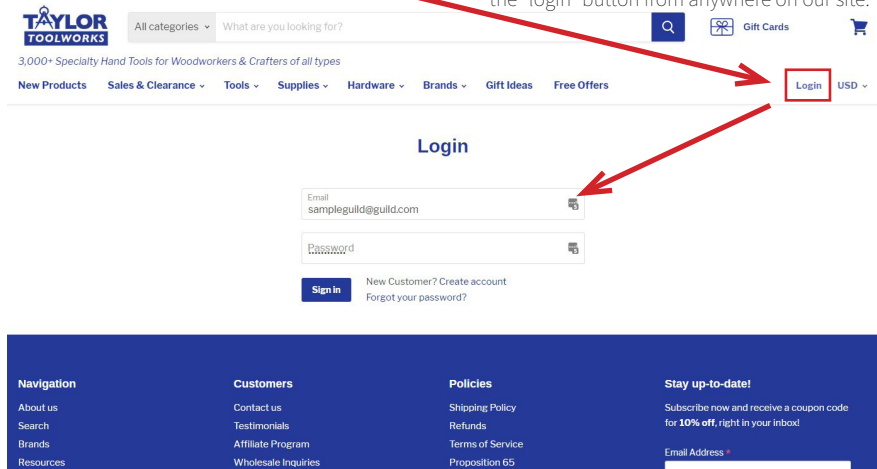 the "login" button from anywhere on our site.
TAYLOR
TOOLWORKS
All categories
What are you looking for?
Gift Cards
3,000+ Specialty Hand Tools for Woodworkers & Crafters of all types
New Products Sales & Clearance Tools Supplies Hardware Brands Gift Ideas Free Offers Login USD
Login
Email
sampleguild@guild.com
Password
Sign in
New Customer? Create account
Forgot your password?
Navigation
About us
Search
Brands
Resources
Customers
Contact us
Testimonials
Affiliate Program
Wholesale Inquiries
Policies
Shipping Policy
Refunds
Terms of Service
Proposition 65
Stay up-to-date!
Subscribe now and receive a coupon code
for 10% off, right in your inbox!
Email Address *